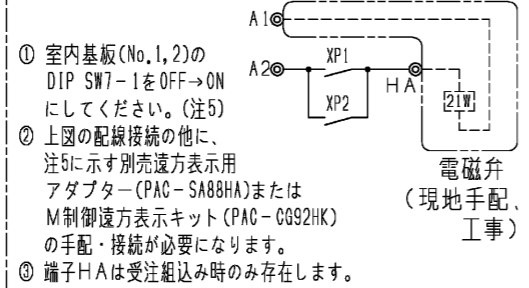 A1
① 室内基板(No.1,2)の
XP1
DIP SW7-1をOFF→ON
A2
HA
にしてください。(注5)
XP2
21W
② 上図の配線接続の他に、
注5に示す別売遠方表示用
電磁弁
アダプター(PAC-SA88HA)または
(現地手配、
M制御遠方表示キット(PAC-CG92HK)
工事)
の手配・接続が必要になります。
③ 端子HAは受注組込み時のみ存在します。